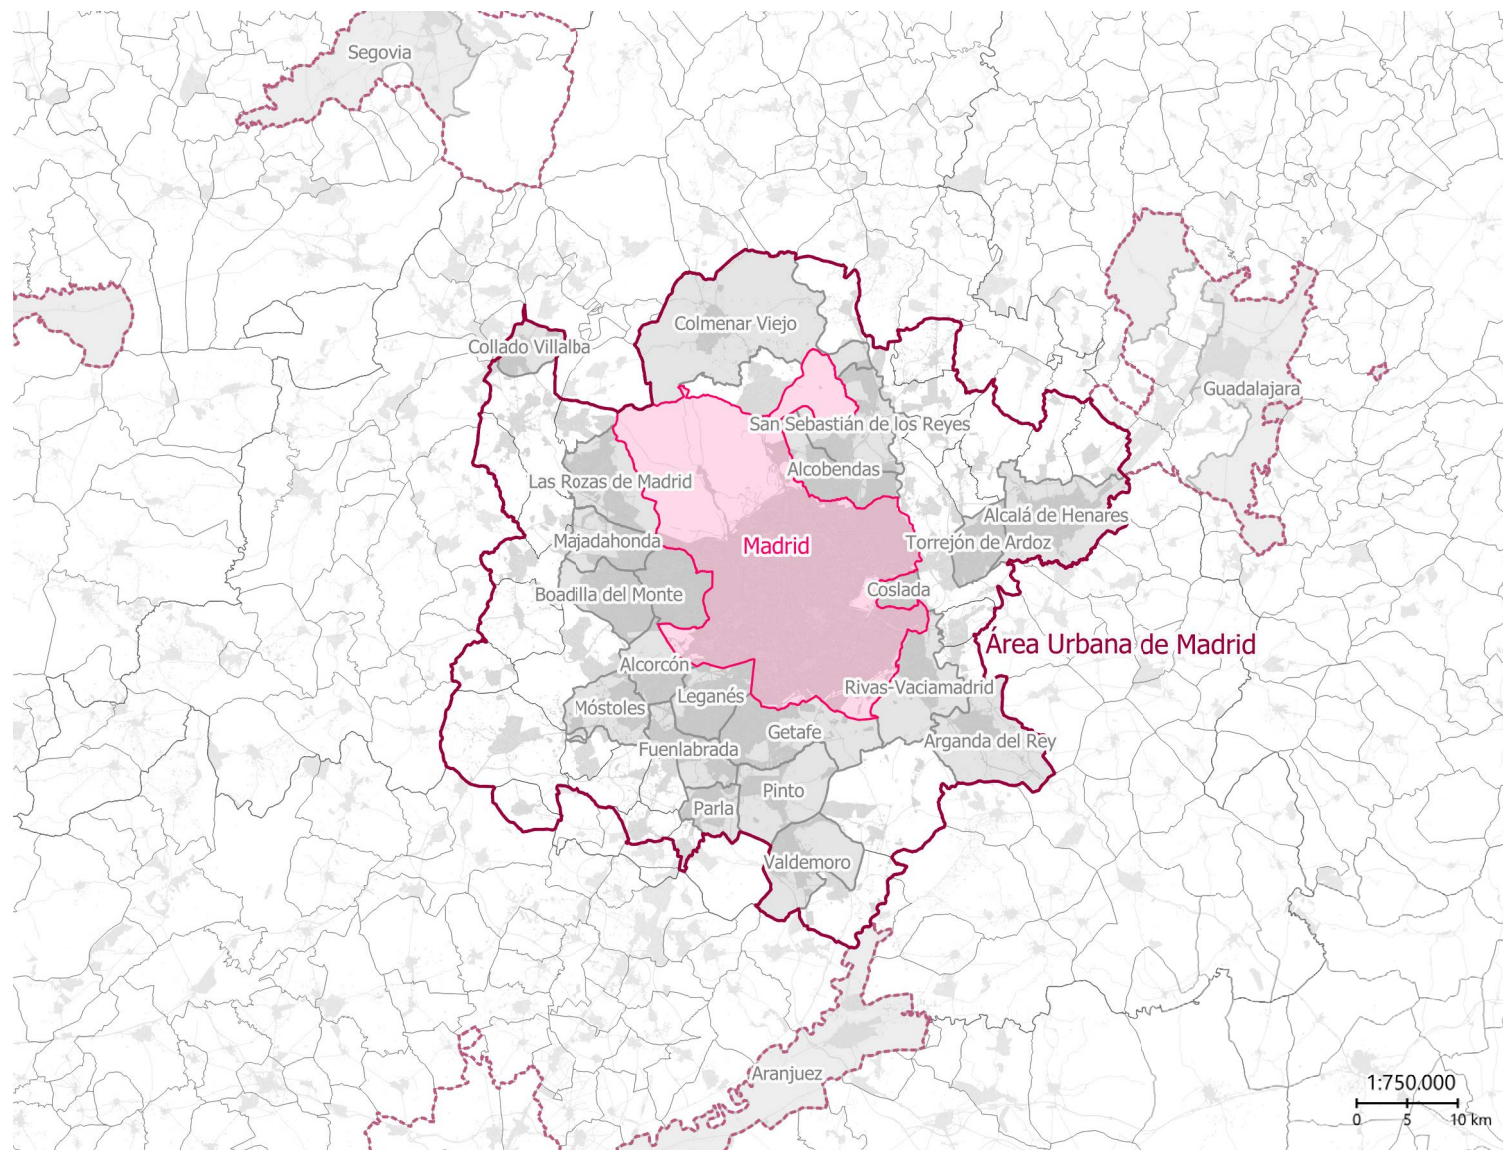 Segovia
Colmenar Viejo
Collado Villalba
Guadalajara
San Sebastián de los Reyes
Alcobendas
Las Rozas de Madrid
Alcalá de Henares
Majadahonda
Madrid
Torrejón de Ardoz
Boadilla del Monte
Coslada
Área Urbana de Madrid
Alcorcón
Leganés
Rivas-Vaciamadrid
Móstoles
Getafe
Fuenlabrada
Arganda del Rey
Pinto
Parla
Valdemoro
Aranjuez
1:750.000
0 5 10 km